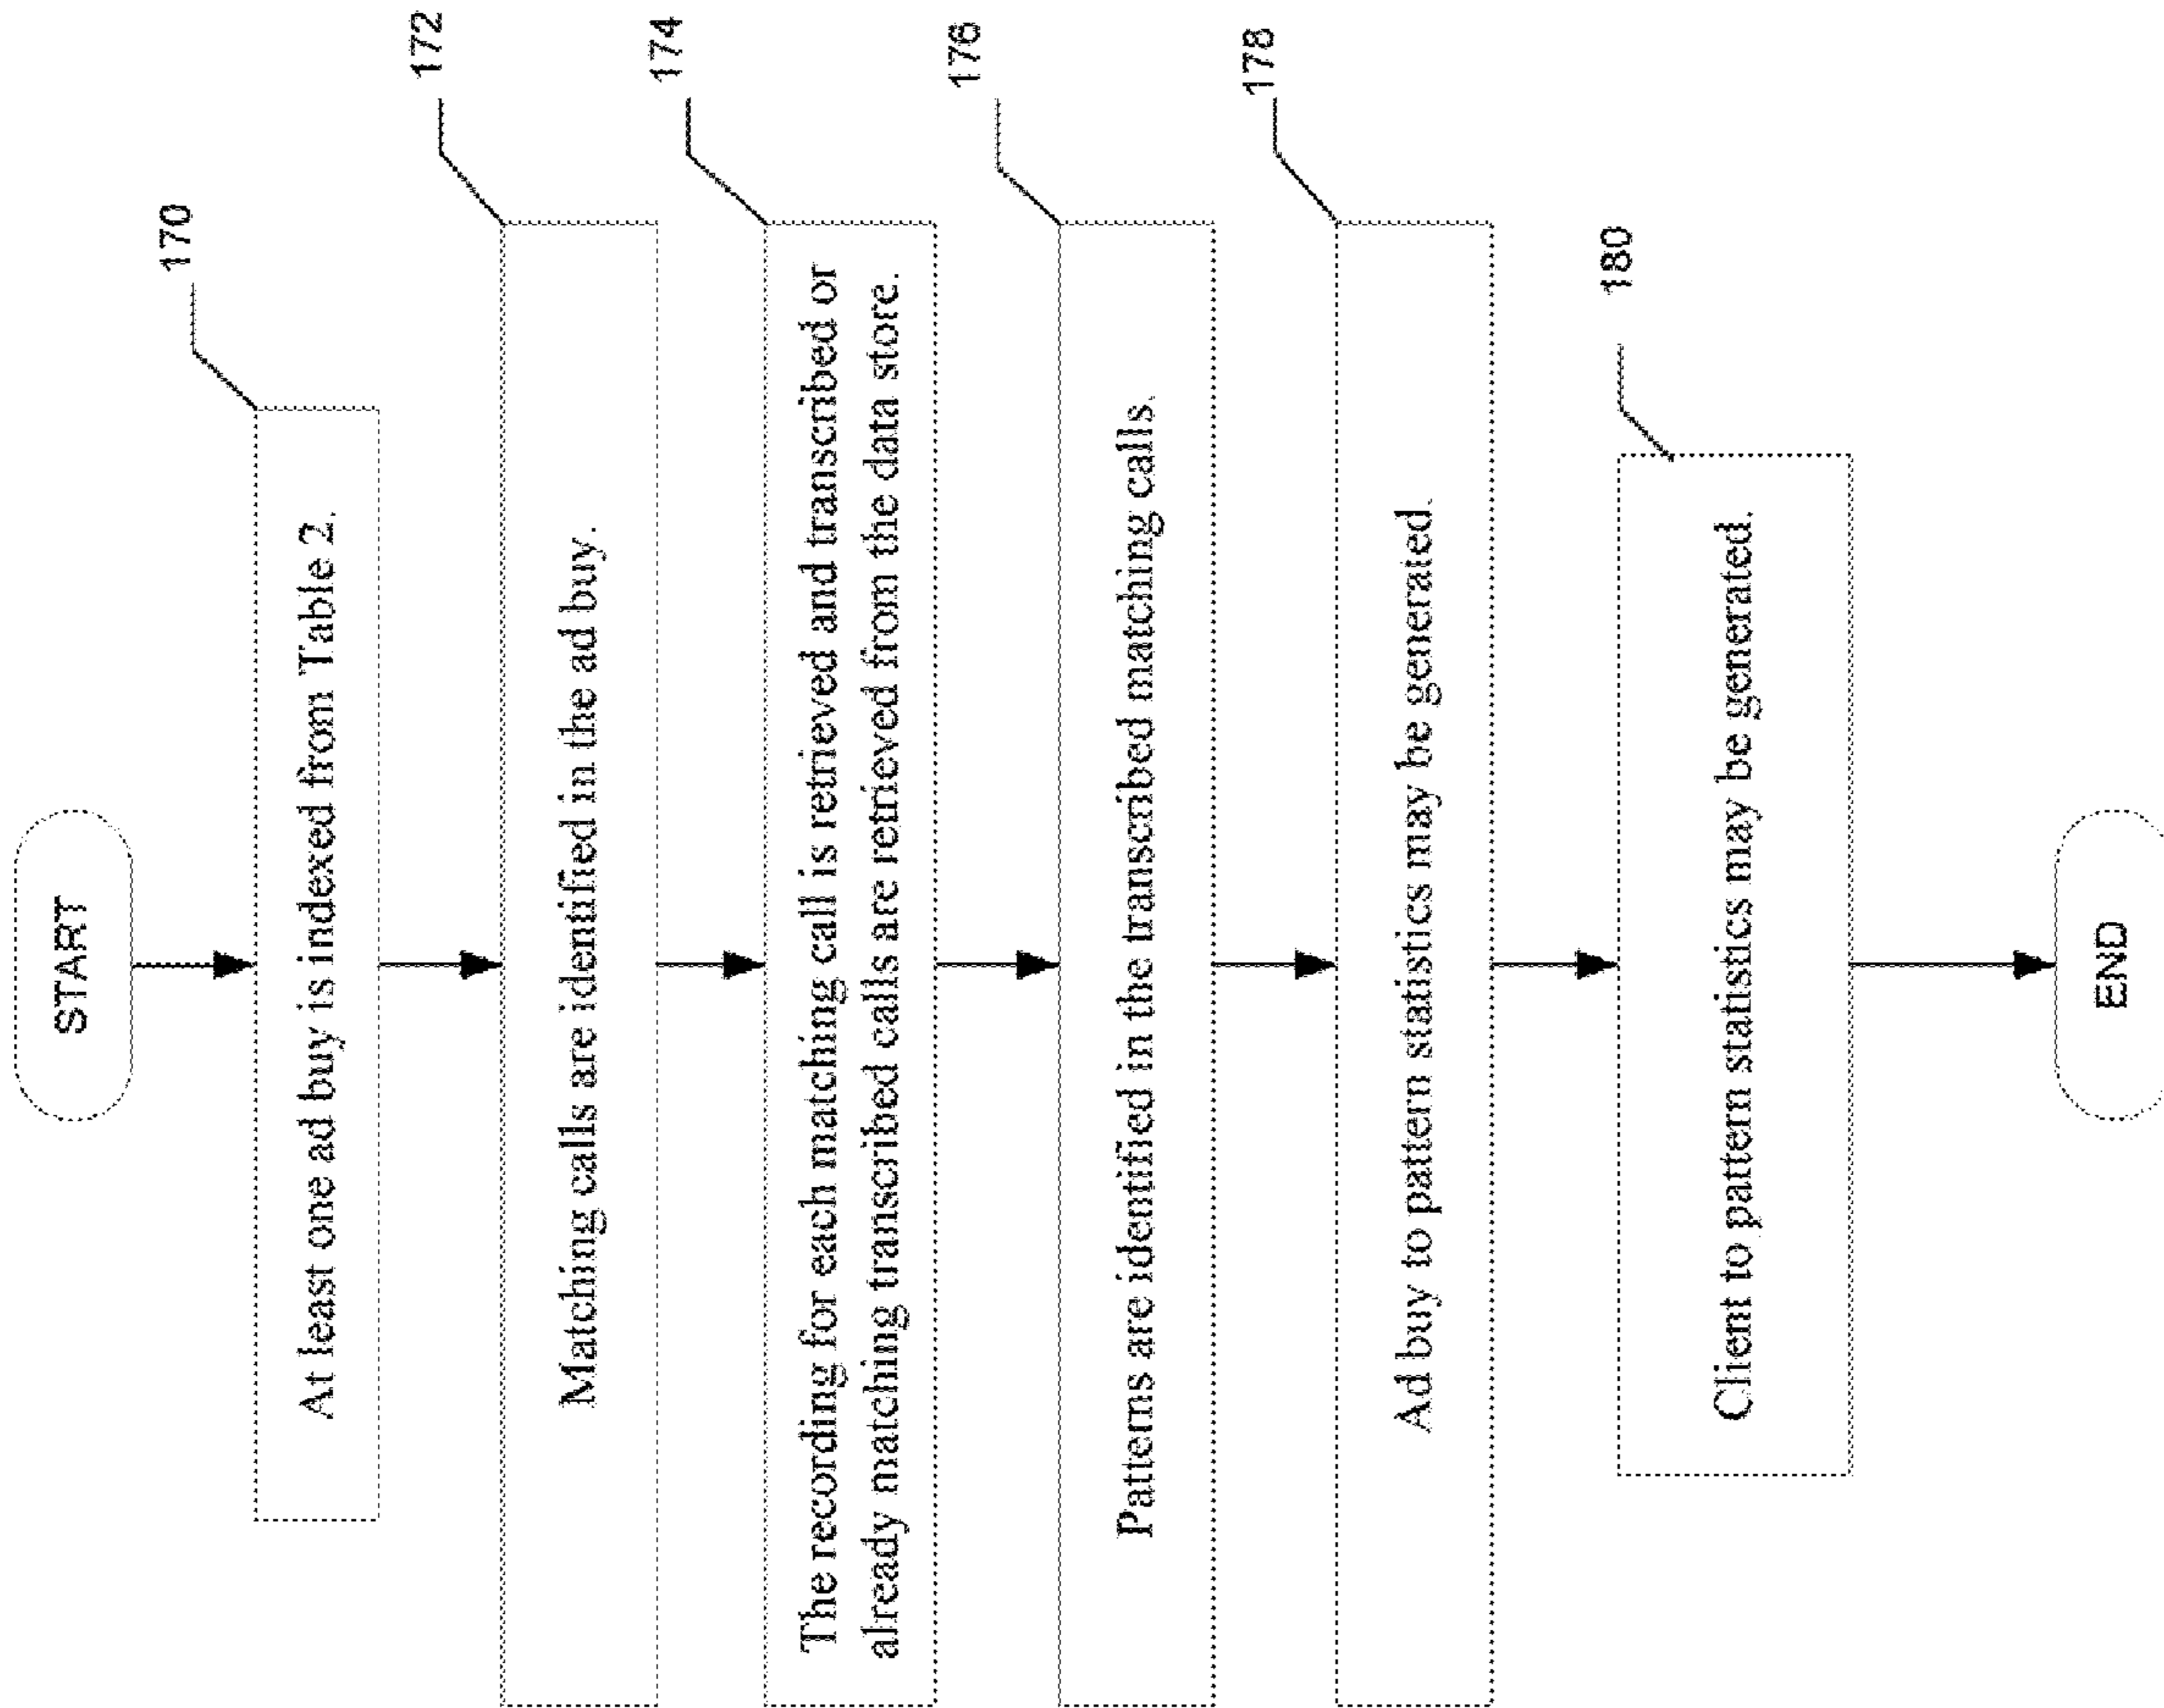 START
170
At least one ad buy is indexed from Table 2.
172
Matching calls are identified in the ad buy.
174
The recording for each matching call is retrieved and transcribed or
already matching transcribed calls are retrieved from the data store.
176
Patterns are identified in the transcribed matching calls.
178
Ad buy to pattern statistics may be generated.
180
Client to pattern statistics may be generated.
END